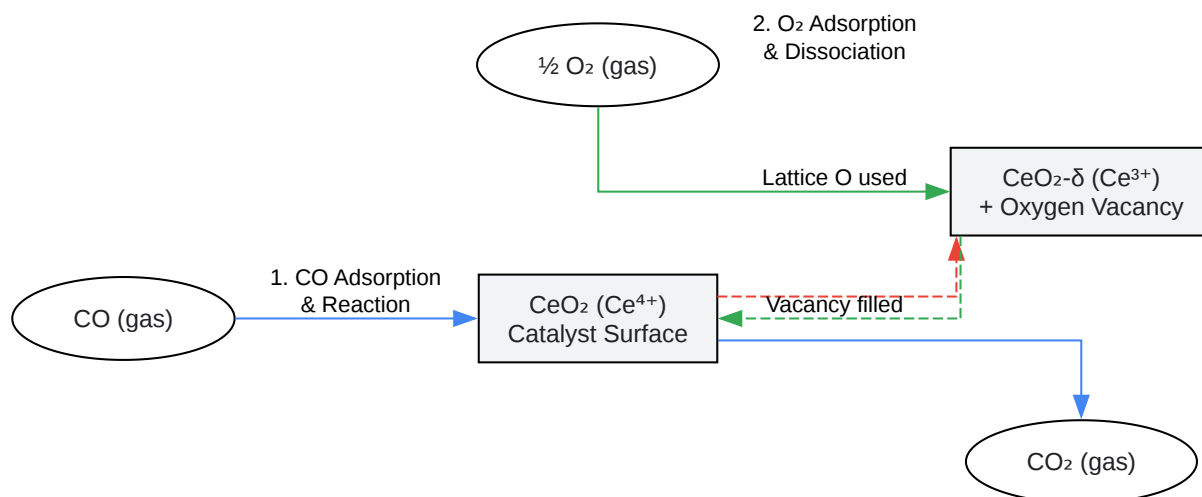 2. O₂ Adsorption
& Dissociation
½ O₂ (gas)
Lattice O used
CeO₂-δ (Ce³⁺)
+ Oxygen Vacancy
1. CO Adsorption
& Reaction
CO (gas)
CeO₂ (Ce⁴⁺)
Catalyst Surface
Vacancy filled
CO₂ (gas)